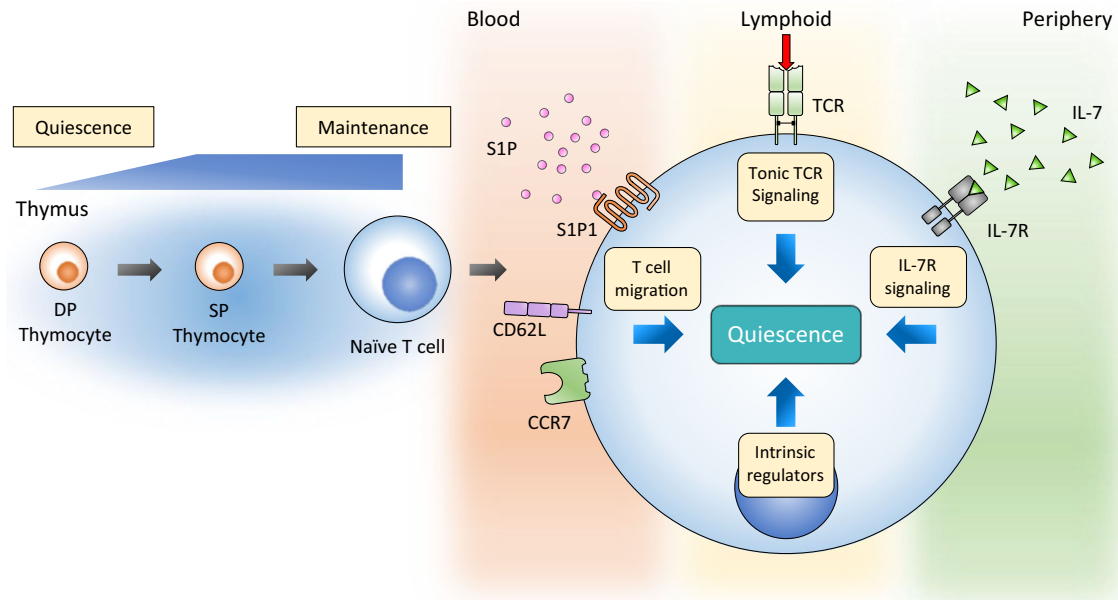 Blood
Lymphoid
Periphery
Quiescence
Maintenance
Thymus
DP
Thymocyte
SP
Thymocyte
Naïve T cell
S1P
S1P1
CD62L
CCR7
TCR
IL-7
IL-7R
Tonic TCR
Signaling
T cell
migration
IL-7R
signaling
Quiescence
Intrinsic
regulators